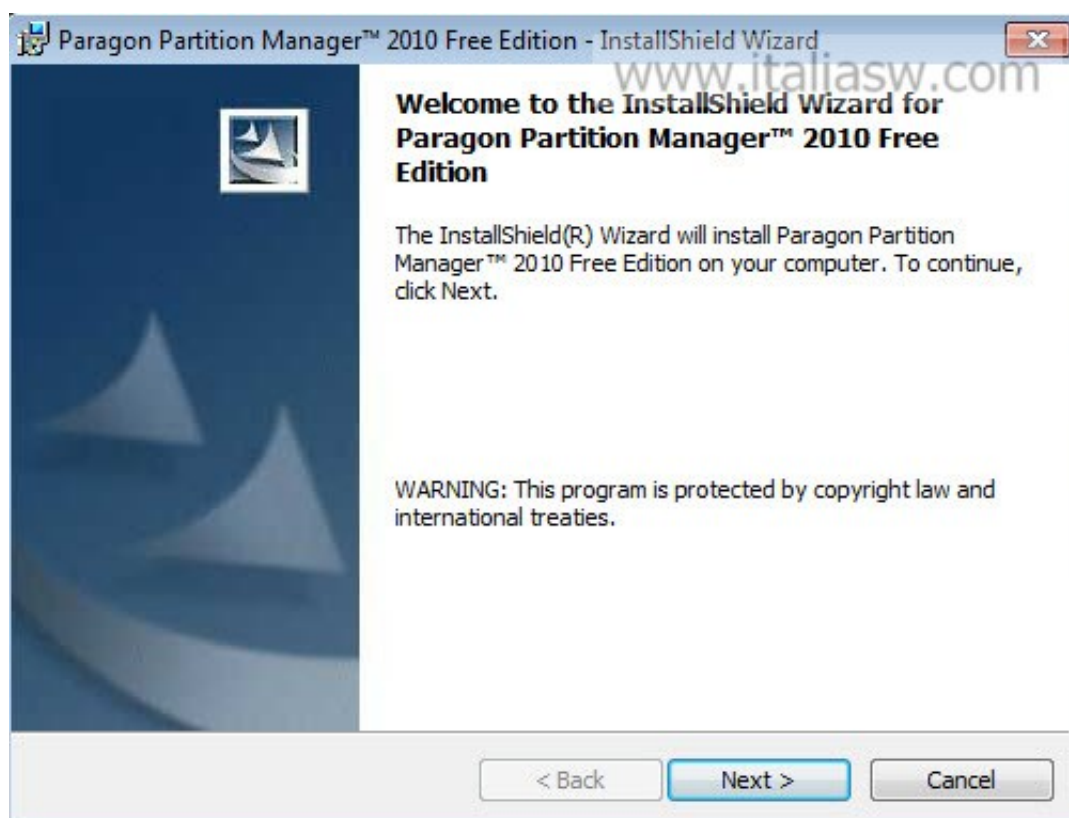 Paragon Partition Manager™ 2010 Free Edition - InstallShield Wizard
www.italiasw.com
Welcome to the InstallShield Wizard for
Paragon Partition Manager™ 2010 Free
Edition
The InstallShield(R) Wizard will install Paragon Partition
Manager™ 2010 Free Edition on your computer. To continue,
click Next.
WARNING: This program is protected by copyright law and
international treaties.
< Back
Next >
Cancel